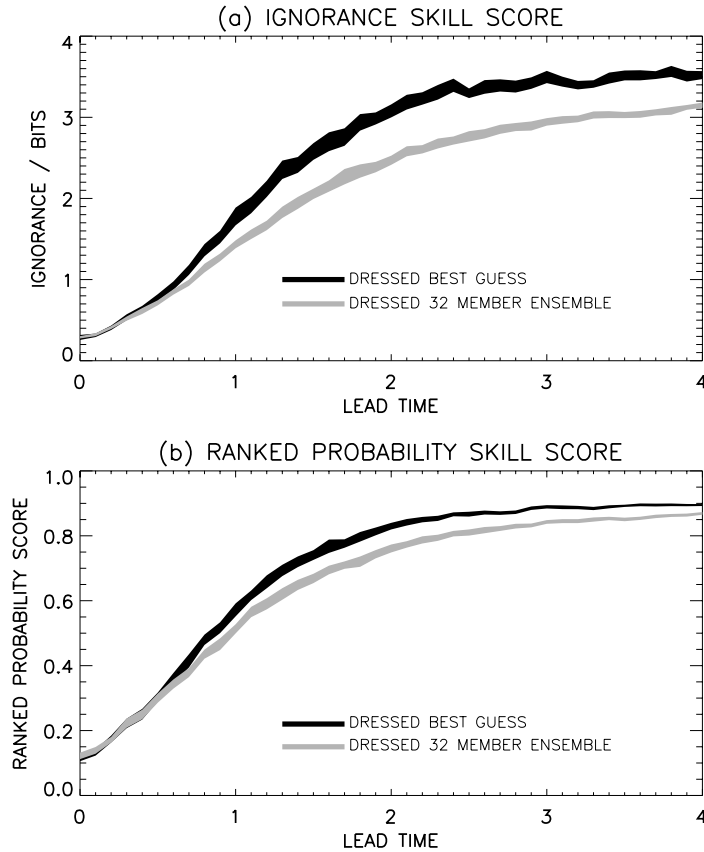 (a) IGNORANCE SKILL SCORE
4
3
2
1
0
IGNORANCE / BITS
DRESSED BEST GUESS
DRESSED 32 MEMBER ENSEMBLE
0 1 2 3 4
LEAD TIME
(b) RANKED PROBABILITY SKILL SCORE
1.0
0.8
0.6
0.4
0.2
0.0
RANKED PROBABILITY SCORE
DRESSED BEST GUESS
DRESSED 32 MEMBER ENSEMBLE
0 1 2 3 4
LEAD TIME